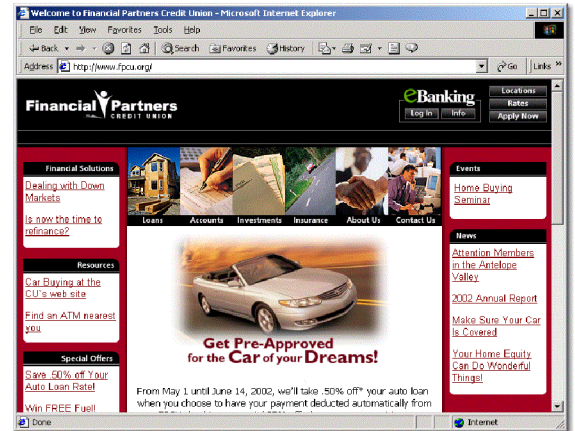 Welcome to Financial Partners Credit Union - Microsoft Internet Explorer
File Edit View Favorites Tools Help
Back Search Favorites History
Address http://www.fpcu.org/ Go Links »
Financial Partners
CREDIT UNION
eBanking
Log In Info
Locations
Rates
Apply Now
Financial Solutions
Dealing with Down
Markets
Is now the time to
refinance?
Resources
Car Buying at the
CU's web site
Find an ATM nearest
you
Special Offers
Save .50% off Your
Auto Loan Rate!
Win FREE Fuel!
Loans Accounts Investments Insurance About Us Contact Us
Get Pre-Approved
for the Car of your Dreams!
From May 1 until June 14, 2002, we'll take .50% off* your auto loan
when you choose to have your payment deducted automatically from
Events
Home Buying
Seminar
News
Attention Members
in the Antelope
Valley
2002 Annual Report
Make Sure Your Car
Is Covered
Your Home Equity
Can Do Wonderful
Things!
Done Internet